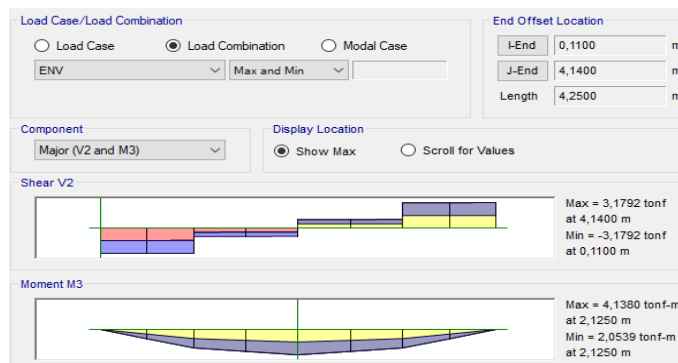 Load Case/Load Combination
End Offset Location
Load Case
Load Combination
Modal Case
I-End
0,1100
m
ENV
Max and Min
J-End
4,1400
m
Length
4,2500
m
Component
Display Location
Major (V2 and M3)
Show Max
Scroll for Values
Shear V2
Max = 3,1792 tonf
at 4,1400 m
Min = -3,1792 tonf
at 0,1100 m
Moment M3
Max = 4,1380 tonf-m
at 2,1250 m
Min = 2,0539 tonf-m
at 2,1250 m